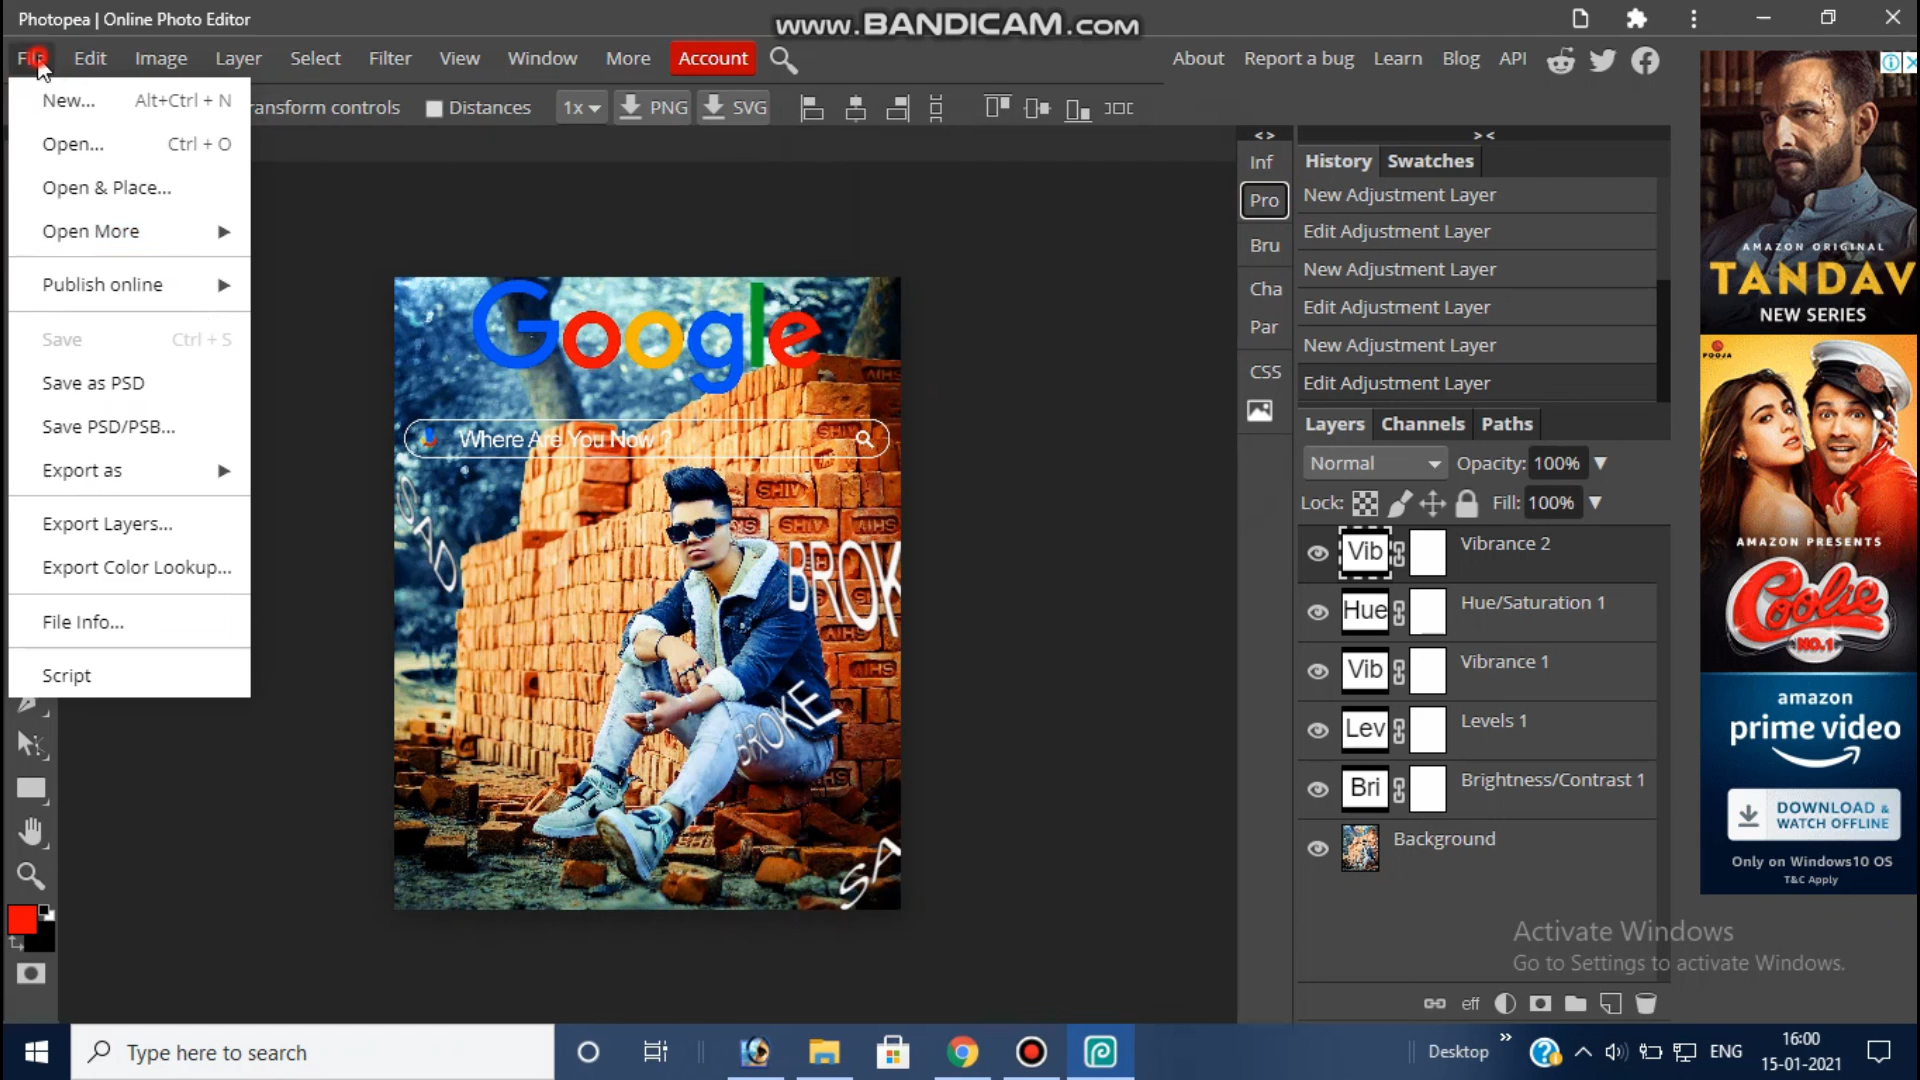 Photopea | Online Photo Editor
www.BANDICAM.com
File Edit Image Layer Select Filter View Window More Account
About Report a bug Learn Blog API
ransform controls Distances 1x PNG SVG
New... Alt+Ctrl + N
Open... Ctrl + O
Open & Place...
Open More
Publish online
Save Ctrl + S
Save as PSD
Save PSD/PSB...
Export as
Export Layers...
Export Color Lookup...
File Info...
Script
Google
Where Are You Now ?
SAD
BROK
BROKE
SA
SHIV
SHIV
SHIV
AIHS
AIHS
AIHS
< >
Inf
Pro
Bru
Cha
Par
CSS
> <
History Swatches
New Adjustment Layer
Edit Adjustment Layer
New Adjustment Layer
Edit Adjustment Layer
New Adjustment Layer
Edit Adjustment Layer
Layers Channels Paths
Normal Opacity: 100%
Lock: Fill: 100%
Vib Vibrance 2
Hue Hue/Saturation 1
Vib Vibrance 1
Lev Levels 1
Bri Brightness/Contrast 1
Background
eff
AMAZON ORIGINAL
TANDAV
NEW SERIES
POOJA
AMAZON PRESENTS
Coolie
NO.1
amazon
prime video
DOWNLOAD &
WATCH OFFLINE
Only on Windows10 OS
T&C Apply
Activate Windows
Go to Settings to activate Windows.
Type here to search
Desktop
ENG
16:00
15-01-2021